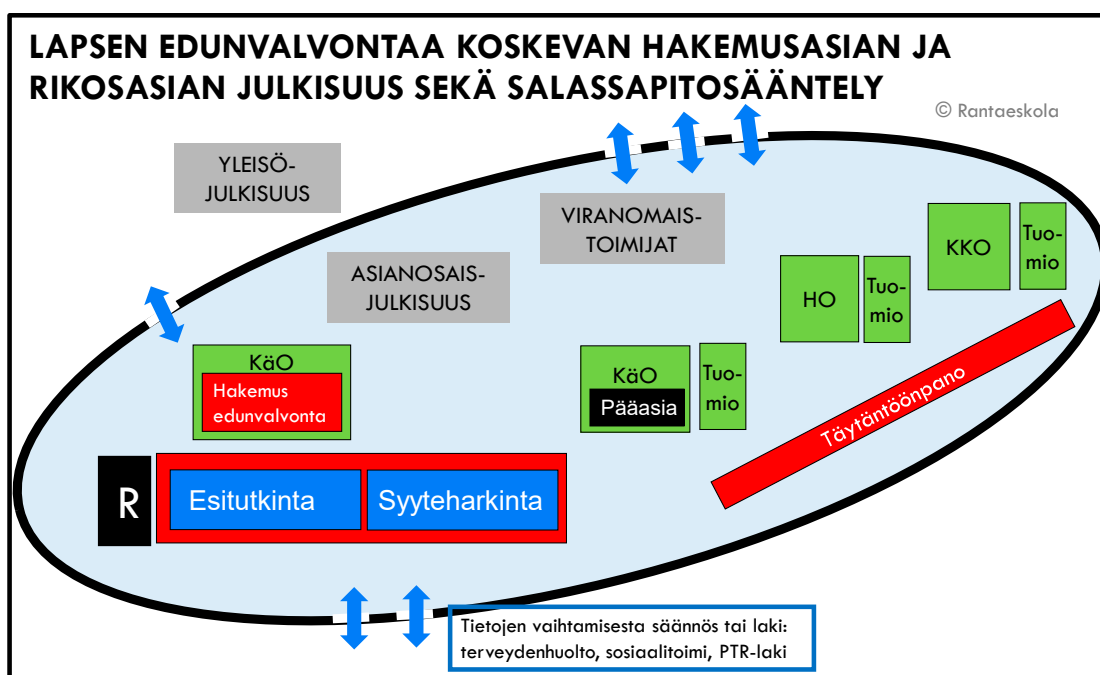 LAPSEN EDUNVALVONTAA KOSKEVAN HAKEMUSASIAN JA
RIKOSASIAN JULKISUUS SEKÄ SALASSAPITOSÄÄNTELY
© Rantaeskola
YLEISÖ-
JULKISUUS
VIRANOMAIS-
TOIMIJAT
ASIANOSAIS-
JULKISUUS
KKO
Tuo-
mio
HO
Tuo-
mio
KäO
Hakemus
edunvalvonta
KäO
Pääasia
Tuo-
mio
Täytäntöönpano
R
Esitutkinta
Syyteharkinta
Tietojen vaihtamisesta säännös tai laki:
terveydenhuolto, sosiaalitoimi, PTR-laki